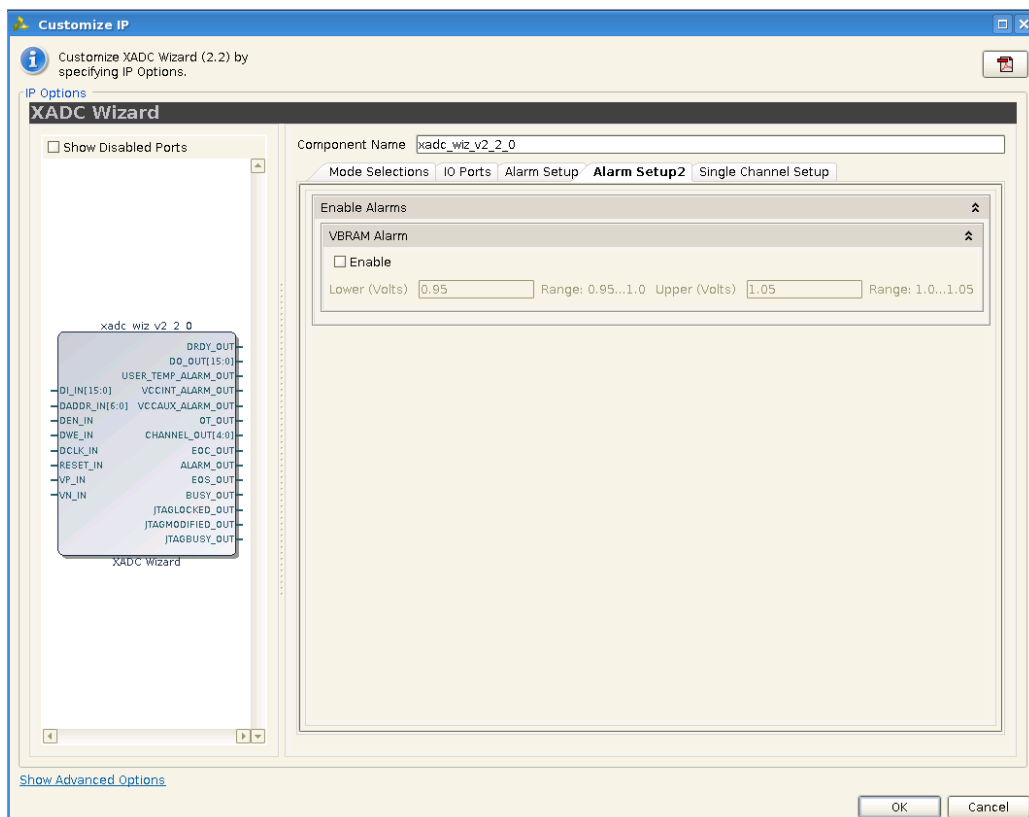 Customize IP
Customize XADC Wizard (2.2) by
specifying IP Options.
IP Options
XADC Wizard
Show Disabled Ports
Component Name xadc_wiz_v2_2_0
Mode Selections IO Ports Alarm Setup Alarm Setup2 Single Channel Setup
Enable Alarms
VBRAM Alarm
Enable
Lower (Volts) 0.95 Range: 0.95...1.0 Upper (Volts) 1.05 Range: 1.0...1.05
xadc_wiz_v2_2_0
DRDY_OUT
DO_OUT[15:0]
USER_TEMP_ALARM_OUT
DI_IN[15:0] VCCINT_ALARM_OUT
DADDR_IN[6:0] VCCAUX_ALARM_OUT
DEN_IN OT_OUT
DWE_IN CHANNEL_OUT[4:0]
DCLK_IN EOC_OUT
RESET_IN ALARM_OUT
VP_IN EOS_OUT
VN_IN BUSY_OUT
JTAGLOCKED_OUT
JTAGMODIFIED_OUT
JTAGBUSY_OUT
XADC Wizard
Show Advanced Options
OK Cancel